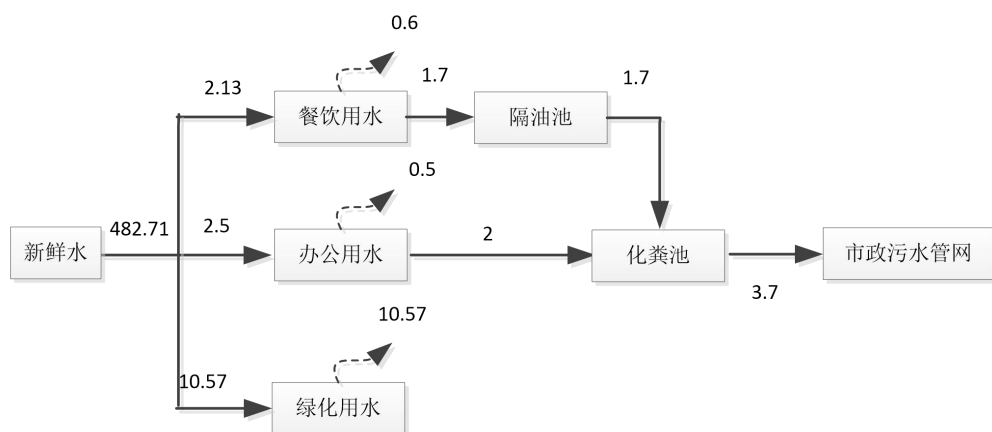 0.6
2.13
1.7
1.7
餐饮用水
隔油池
0.5
482.71
2.5
2
新鲜水
办公用水
化粪池
市政污水管网
3.7
10.57
10.57
绿化用水